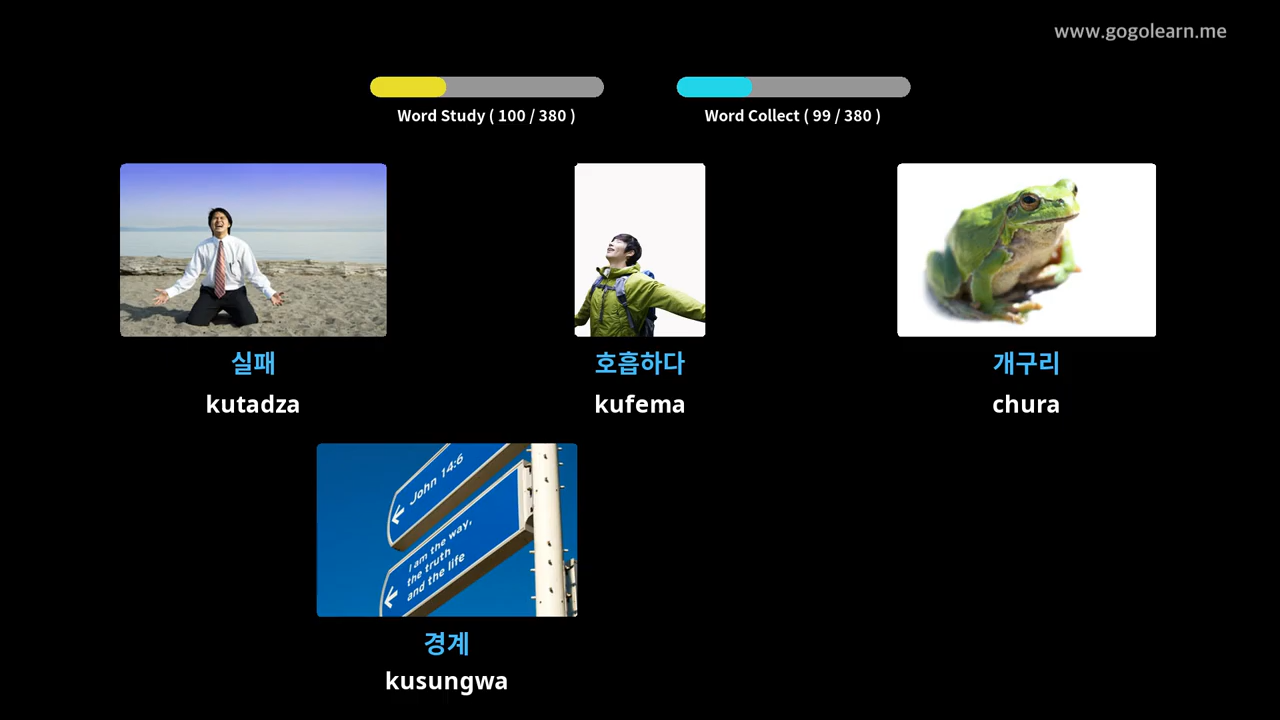 www.gogolearn.me
Word Study ( 100 / 380 )
Word Collect ( 99 / 380 )
실패
호흡하다
개구리
kutadza
kufema
chura
John 14:6
I am the way,
the truth
and the life
경계
kusungwa